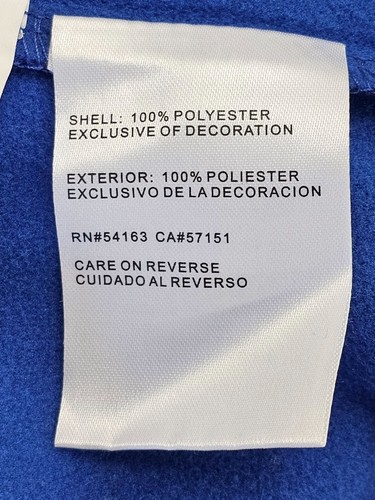 SHELL: 100% POLYESTER
EXCLUSIVE OF DECORATION
EXTERIOR: 100% POLIESTER
EXCLUSIVO DE LA DECORACION
RN#54163 CA#57151
CARE ON REVERSE
CUIDADO AL REVERSO